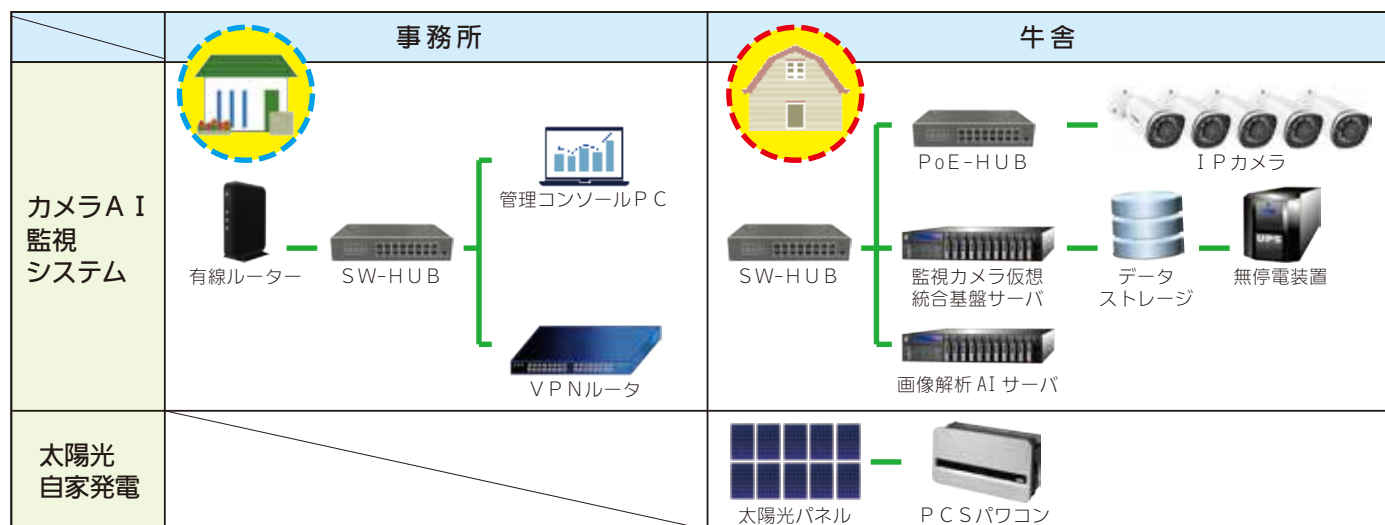 事務所
牛舎
カメラAI
監視
システム
有線ルーター
SW-HUB
管理コンソールPC
VPNルータ
SW-HUB
PoE-HUB
IPカメラ
監視カメラ仮想
統合基盤サーバ
データ
ストレージ
UPS
無停電装置
画像解析AIサーバ
太陽光
自家発電
太陽光パネル
PCSパワコン